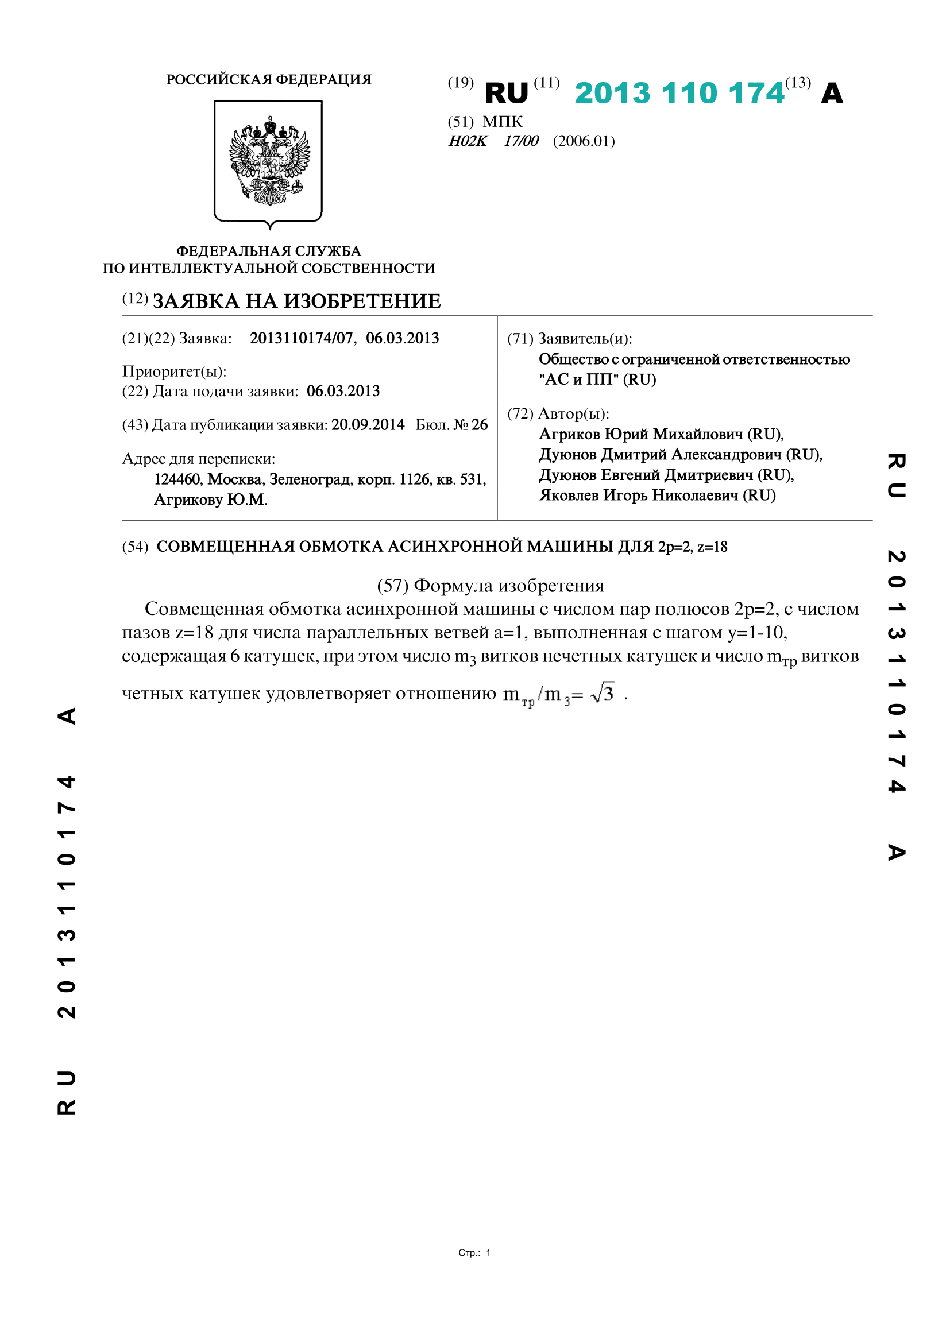 РОССИЙСКАЯ ФЕДЕРАЦИЯ
ФЕДЕРАЛЬНАЯ СЛУЖБА
ПО ИНТЕЛЛЕКТУАЛЬНОЙ СОБСТВЕННОСТИ
(19) RU (11) 2013 110 174 (13) A
(51) МПК
H02K 17/00 (2006.01)
(12) ЗАЯВКА НА ИЗОБРЕТЕНИЕ
(21)(22) Заявка: 2013110174/07, 06.03.2013
Приоритет(ы):
(22) Дата подачи заявки: 06.03.2013
(43) Дата публикации заявки: 20.09.2014 Бюл. № 26
Адрес для переписки:
124460, Москва, Зеленоград, корп. 1126, кв. 531,
Агрикову Ю.М.
(71) Заявитель(и):
Общество с ограниченной ответственностью
"АС и ПП" (RU)
(72) Автор(ы):
Агриков Юрий Михайлович (RU),
Дуюнов Дмитрий Александрович (RU),
Дуюнов Евгений Дмитриевич (RU),
Яковлев Игорь Николаевич (RU)
(54) СОВМЕЩЕННАЯ ОБМОТКА АСИНХРОННОЙ МАШИНЫ ДЛЯ 2p=2, z=18
(57) Формула изобретения
Совмещенная обмотка асинхронной машины с числом пар полюсов 2p=2, с числом
пазов z=18 для числа параллельных ветвей a=1, выполненная с шагом y=1-10,
содержащая 6 катушек, при этом число m₃ витков нечетных катушек и число mтр витков
четных катушек удовлетворяет отношению mтр/m₃= √3 .
RU 2013110174 A
RU 2013110174 A
Стр.: 1